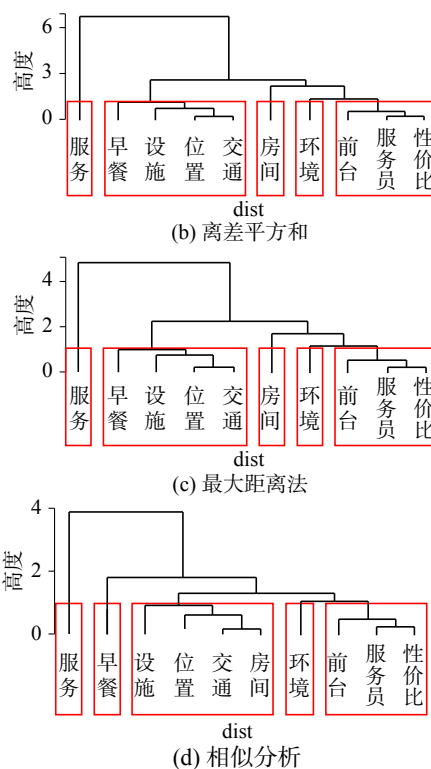 高度
6
3
0
服务
早餐
设施
位置
交通
房间
环境
前台
服务员
性价比
dist
(b) 离差平方和
高度
4
2
0
服务
早餐
设施
位置
交通
房间
环境
前台
服务员
性价比
dist
(c) 最大距离法
高度
4
2
0
服务
早餐
设施
位置
交通
房间
环境
前台
服务员
性价比
dist
(d) 相似分析